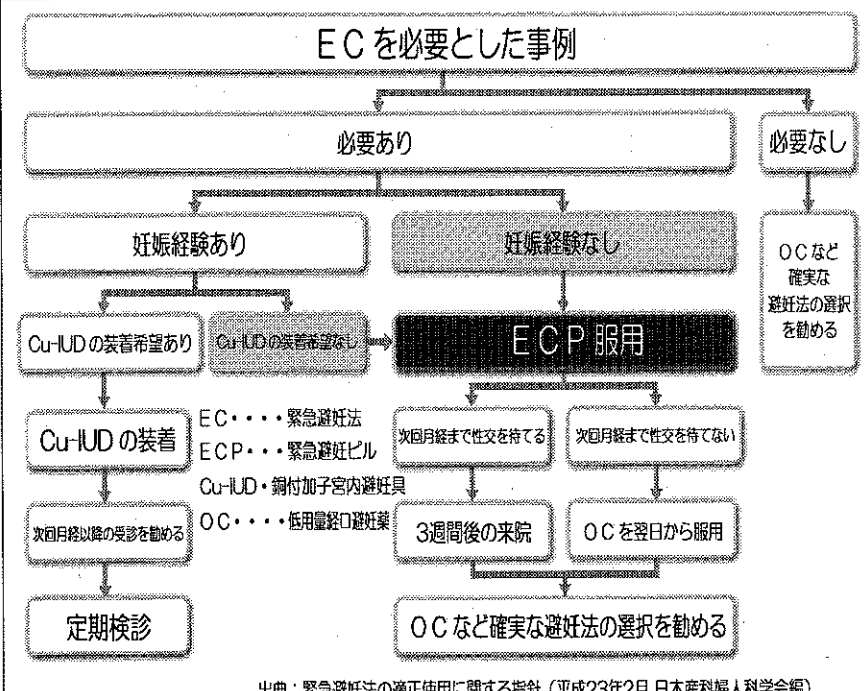 ECを必要とした事例
必要あり
必要なし
妊娠経験あり
妊娠経験なし
OCなど
確実な
避妊法の選択
を勧める
Cu-IUDの装着希望あり
Cu-IUDの装着希望なし
ECP服用
Cu-IUDの装着
EC・・・・緊急避妊法
ECP・・・緊急避妊ピル
Cu-IUD・銅付加子宮内避妊具
OC・・・・低用量経口避妊薬
次回月経まで性交を待てる
次回月経まで性交を待てない
次回月経以降の受診を勧める
3週間後の来院
OCを翌日から服用
定期検診
OCなど確実な避妊法の選択を勧める
出典：緊急避妊法の適正使用に関する指針（平成23年2月 日本産科婦人科学会編）